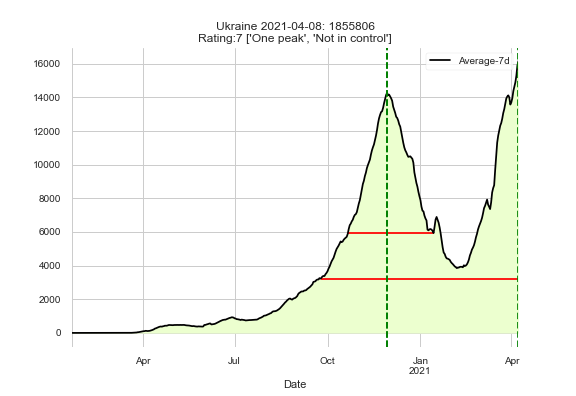 Ukraine 2021-04-08: 1855806
Rating:7 ['One peak', 'Not in control']
Average-7d
16000
14000
12000
10000
8000
6000
4000
2000
0
Apr
Jul
Oct
Jan
2021
Apr
Date